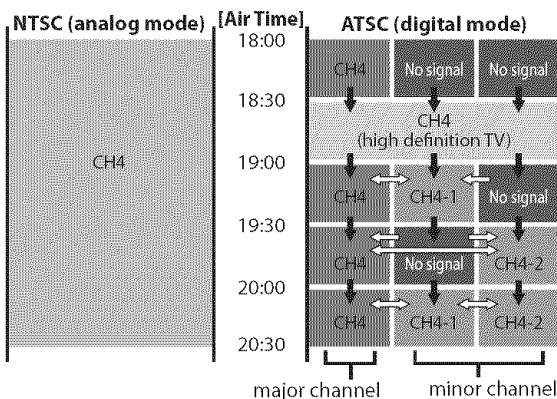 NTSC (analog mode) [Air Time] ATSC (digital mode)
18:00
CH4 No signal No signal
18:30
CH4
(high definition TV)
CH4
19:00
CH4 CH4-1 No signal
19:30
CH4 No signal CH4-2
20:00
CH4 CH4-1 CH4-2
20:30
major channel minor channel